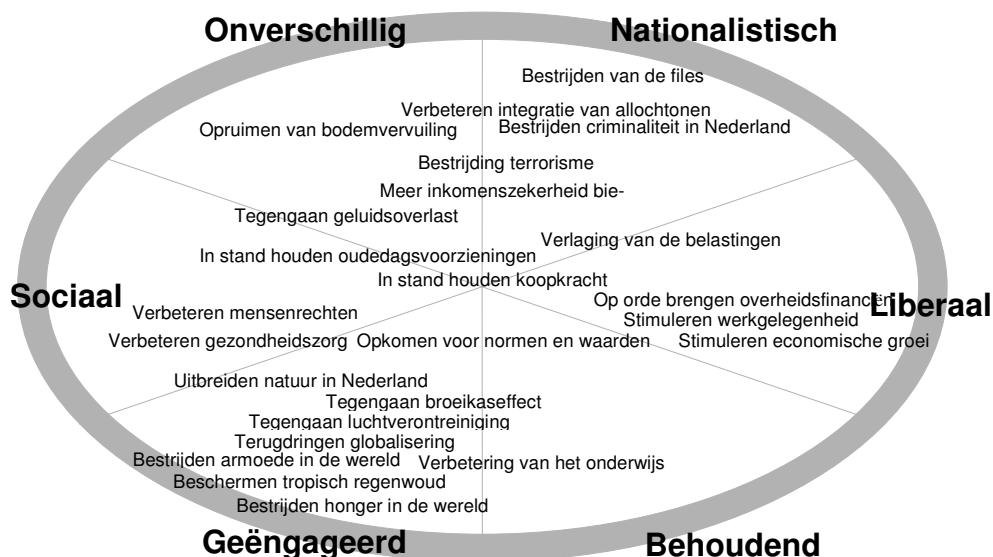 Onverschillig
Nationalistisch
Bestrijden van de files
Verbeteren integratie van allochtonen
Opruimen van bodemvervuiling
Bestrijden criminaliteit in Nederland
Bestrijding terrorisme
Meer inkomenszekerheid bie-
Tegengaan geluidsoverlast
Verlaging van de belastingen
In stand houden oudedagsvoorzieningen
In stand houden koopkracht
Sociaal
Op orde brengen overheidsfinanciën
Liberaal
Verbeteren mensenrechten
Stimuleren werkgelegenheid
Verbeteren gezondheidszorg
Opkomen voor normen en waarden
Stimuleren economische groei
Uitbreiden natuur in Nederland
Tegengaan broeikaseffect
Tegengaan luchtverontreiniging
Terugdringen globalisering
Bestrijden armoede in de wereld
Verbetering van het onderwijs
Beschermen tropisch regenwoud
Bestrijden honger in de wereld
Geëngageerd
Behoudend